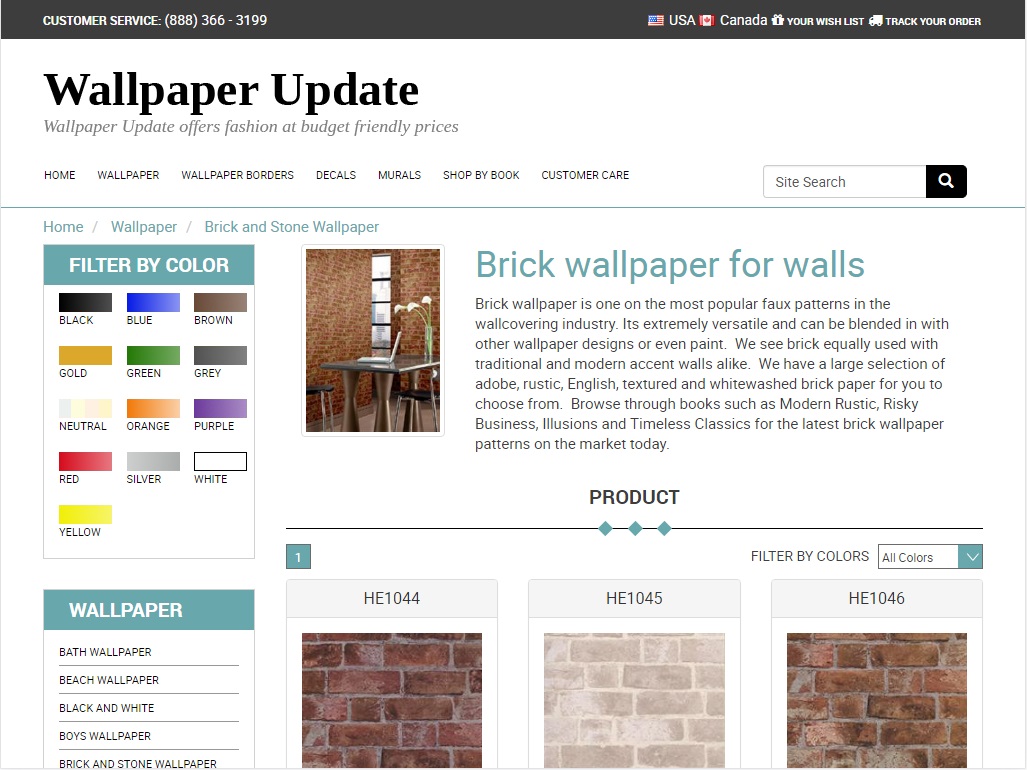 CUSTOMER SERVICE: (888) 366 - 3199
USA Canada YOUR WISH LIST TRACK YOUR ORDER
Wallpaper Update
Wallpaper Update offers fashion at budget friendly prices
HOME WALLPAPER WALLPAPER BORDERS DECALS MURALS SHOP BY BOOK CUSTOMER CARE
Site Search
Home / Wallpaper / Brick and Stone Wallpaper
FILTER BY COLOR
BLACK BLUE BROWN
GOLD GREEN GREY
NEUTRAL ORANGE PURPLE
RED SILVER WHITE
YELLOW
WALLPAPER
BATH WALLPAPER
BEACH WALLPAPER
BLACK AND WHITE
BOYS WALLPAPER
BRICK AND STONE WALLPAPER
Brick wallpaper for walls
Brick wallpaper is one on the most popular faux patterns in the
wallcovering industry. Its extremely versatile and can be blended in with
other wallpaper designs or even paint. We see brick equally used with
traditional and modern accent walls alike. We have a large selection of
adobe, rustic, English, textured and whitewashed brick paper for you to
choose from. Browse through books such as Modern Rustic, Risky
Business, Illusions and Timeless Classics for the latest brick wallpaper
patterns on the market today.
PRODUCT
1
FILTER BY COLORS All Colors
HE1044 HE1045 HE1046